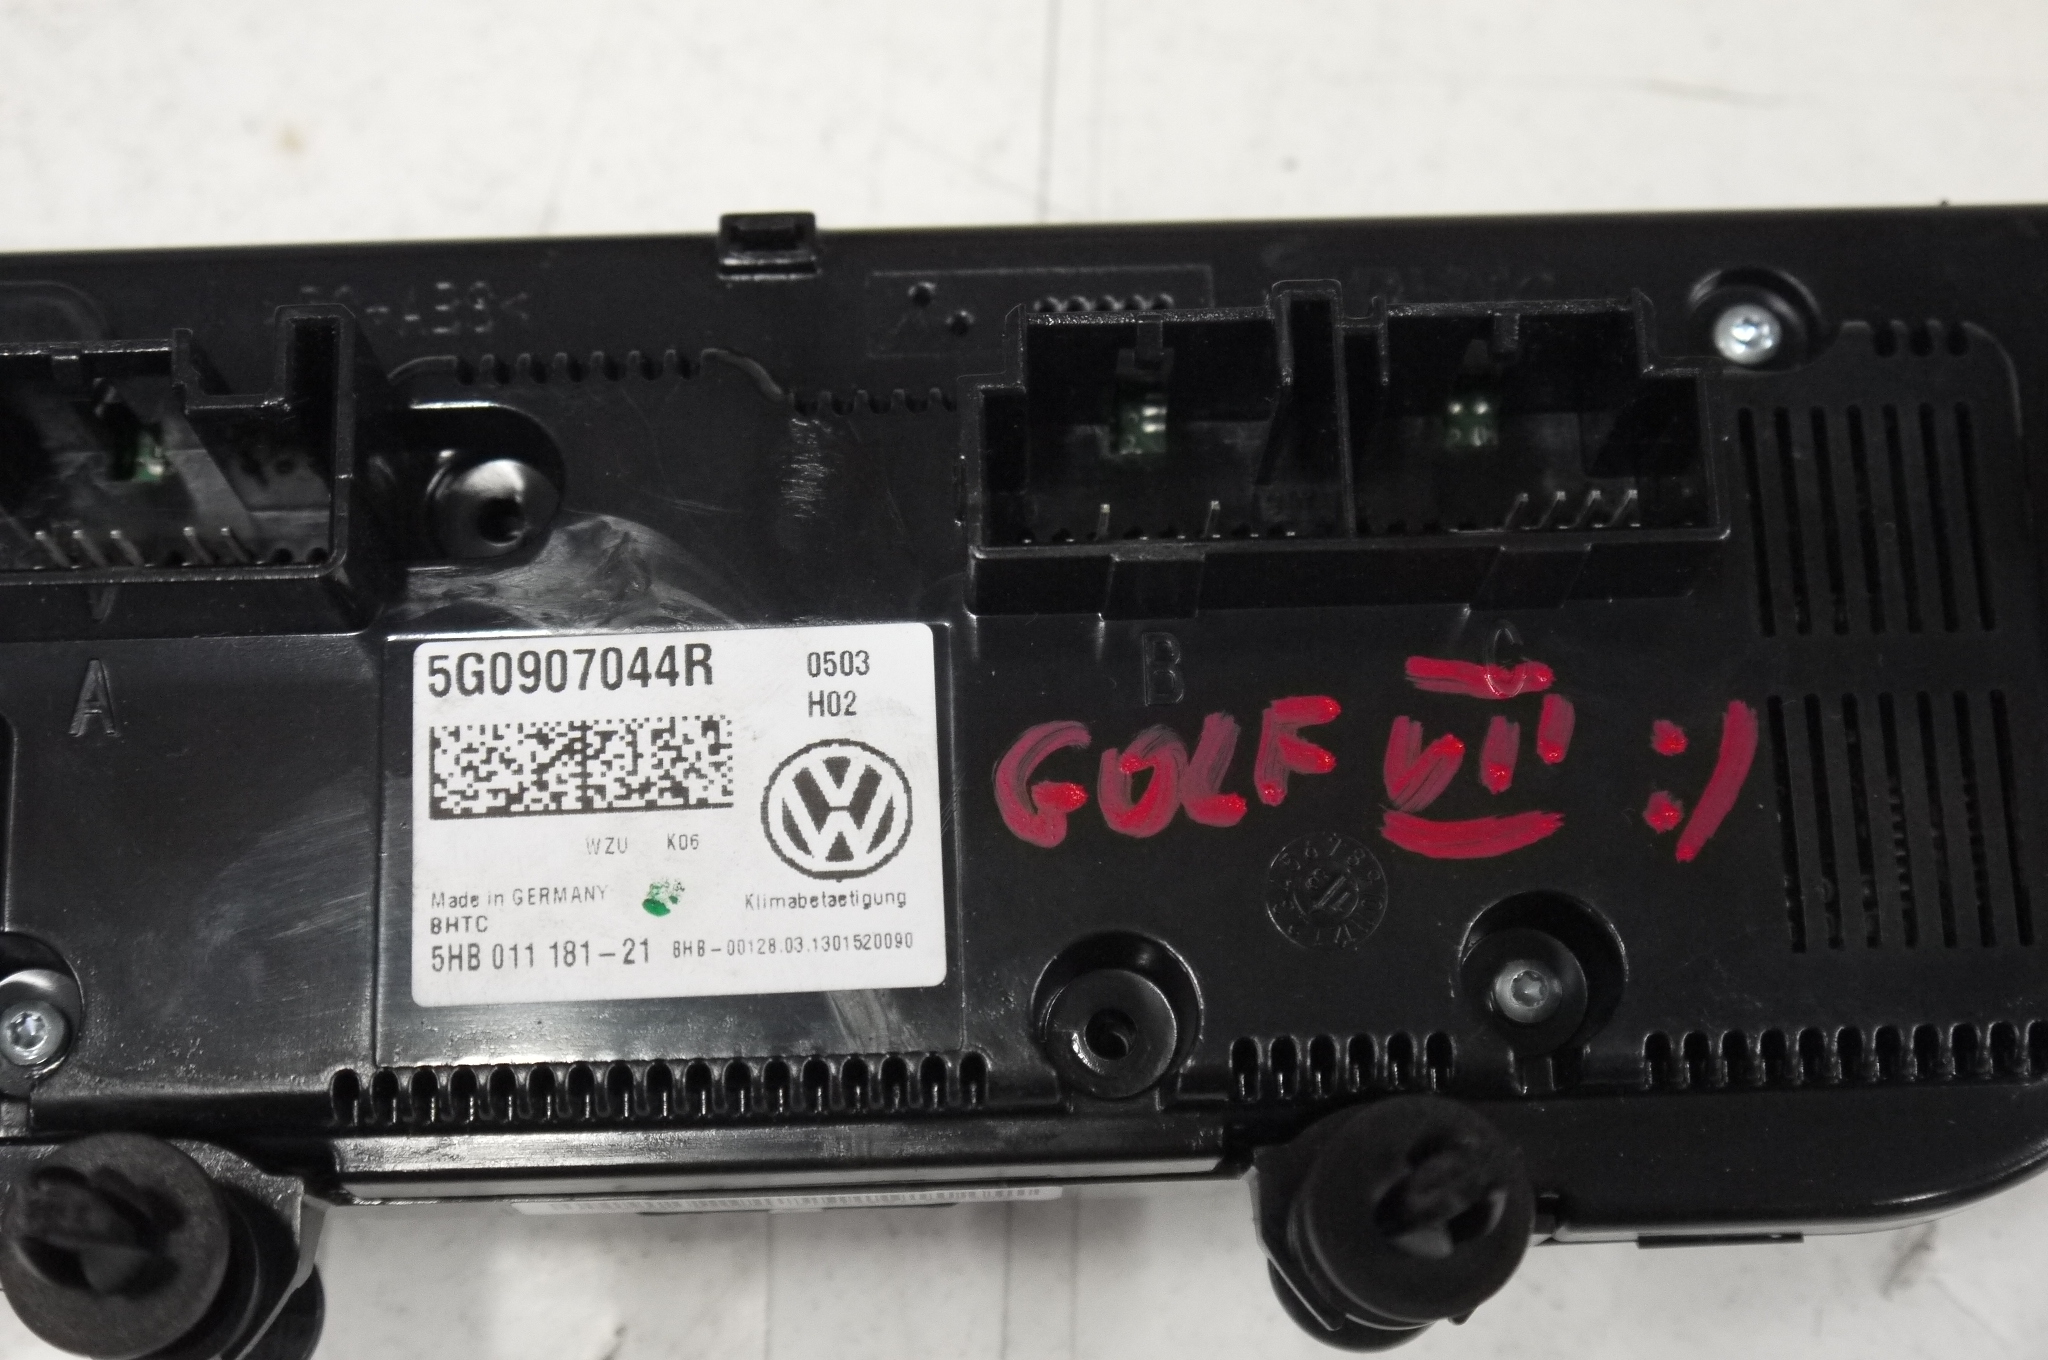 5G0907044R 0503
H02
WZU K06
Made in GERMANY Klimabetaetigung
BHTC
5HB 011 181-21 BHB-00128.03.1301520090
A
B
C
GOLF VII :)